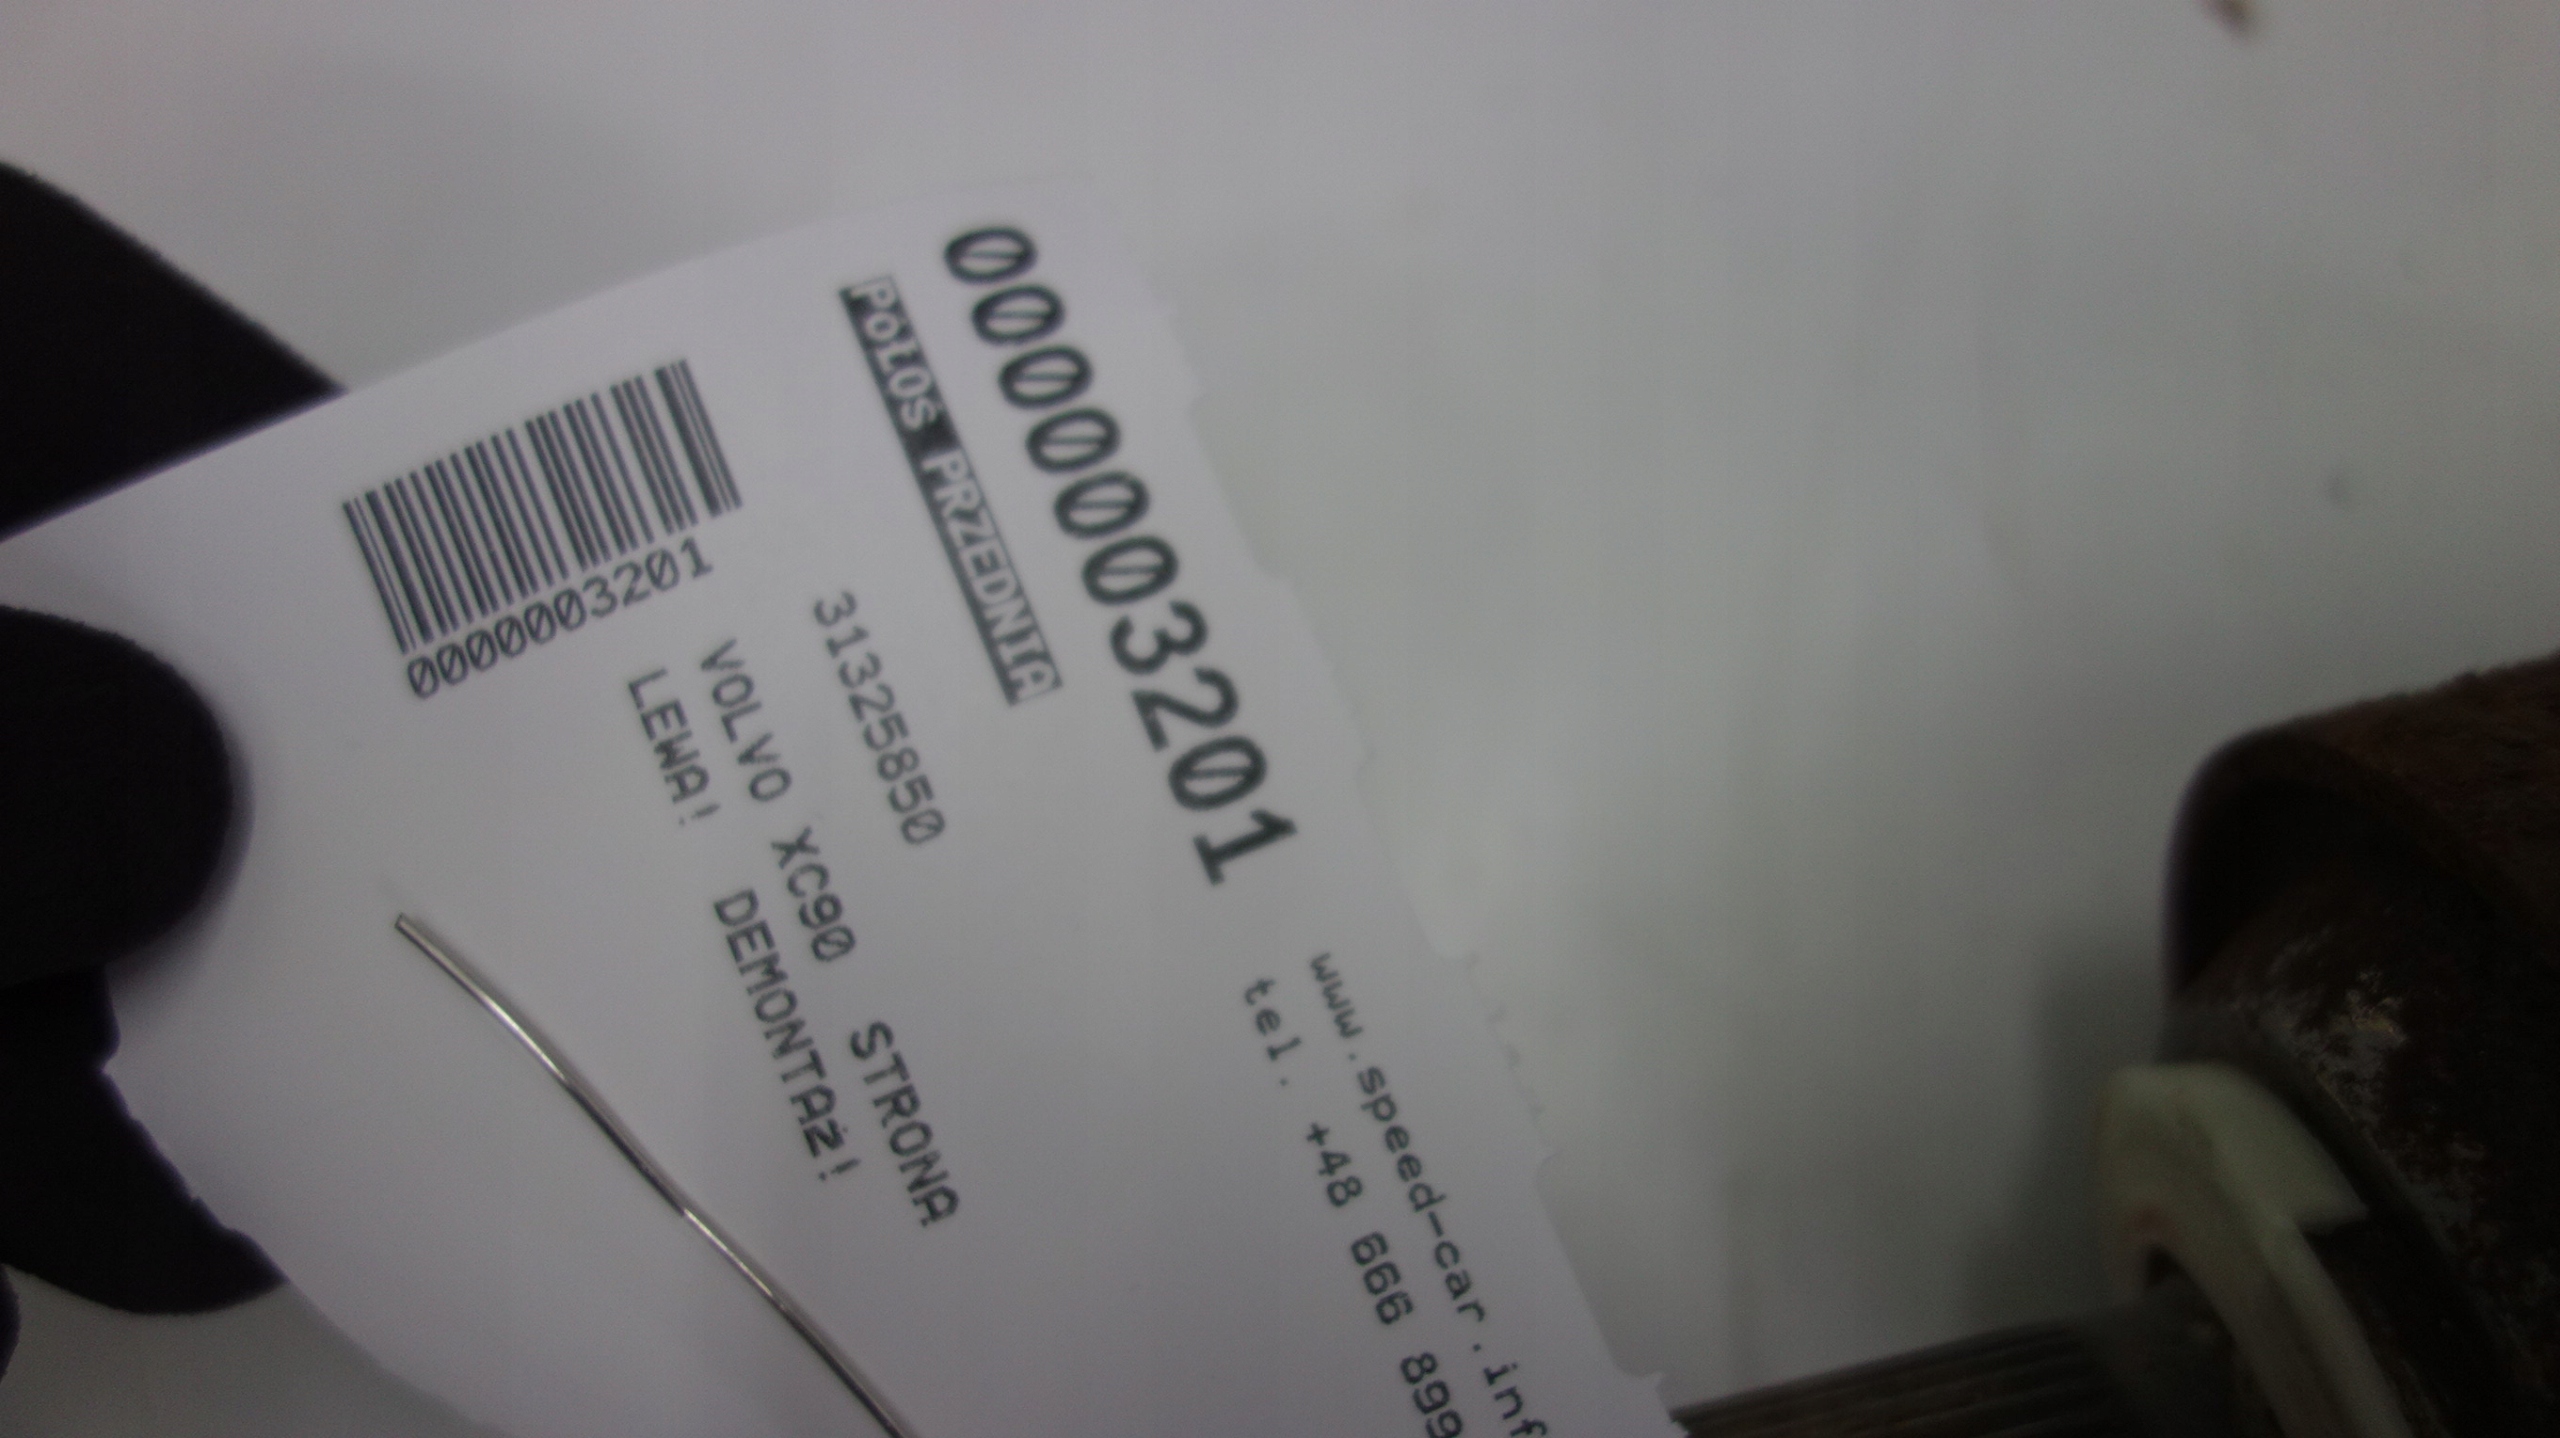 0000003201
www.speed-car.inf
tel. +48 666 899
PÓŁOŚ PRZEDNIA
31325850
VOLVO XC90 STRONA
LEWA! DEMONTAŻ!
0000003201